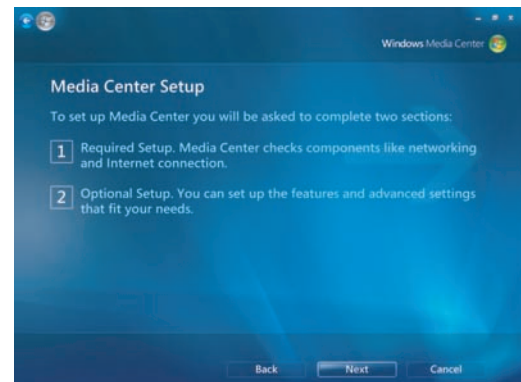 Windows Media Center
Media Center Setup
To set up Media Center you will be asked to complete two sections:
1 Required Setup. Media Center checks components like networking
and Internet connection.
2 Optional Setup. You can set up the features and advanced settings
that fit your needs.
Back Next Cancel